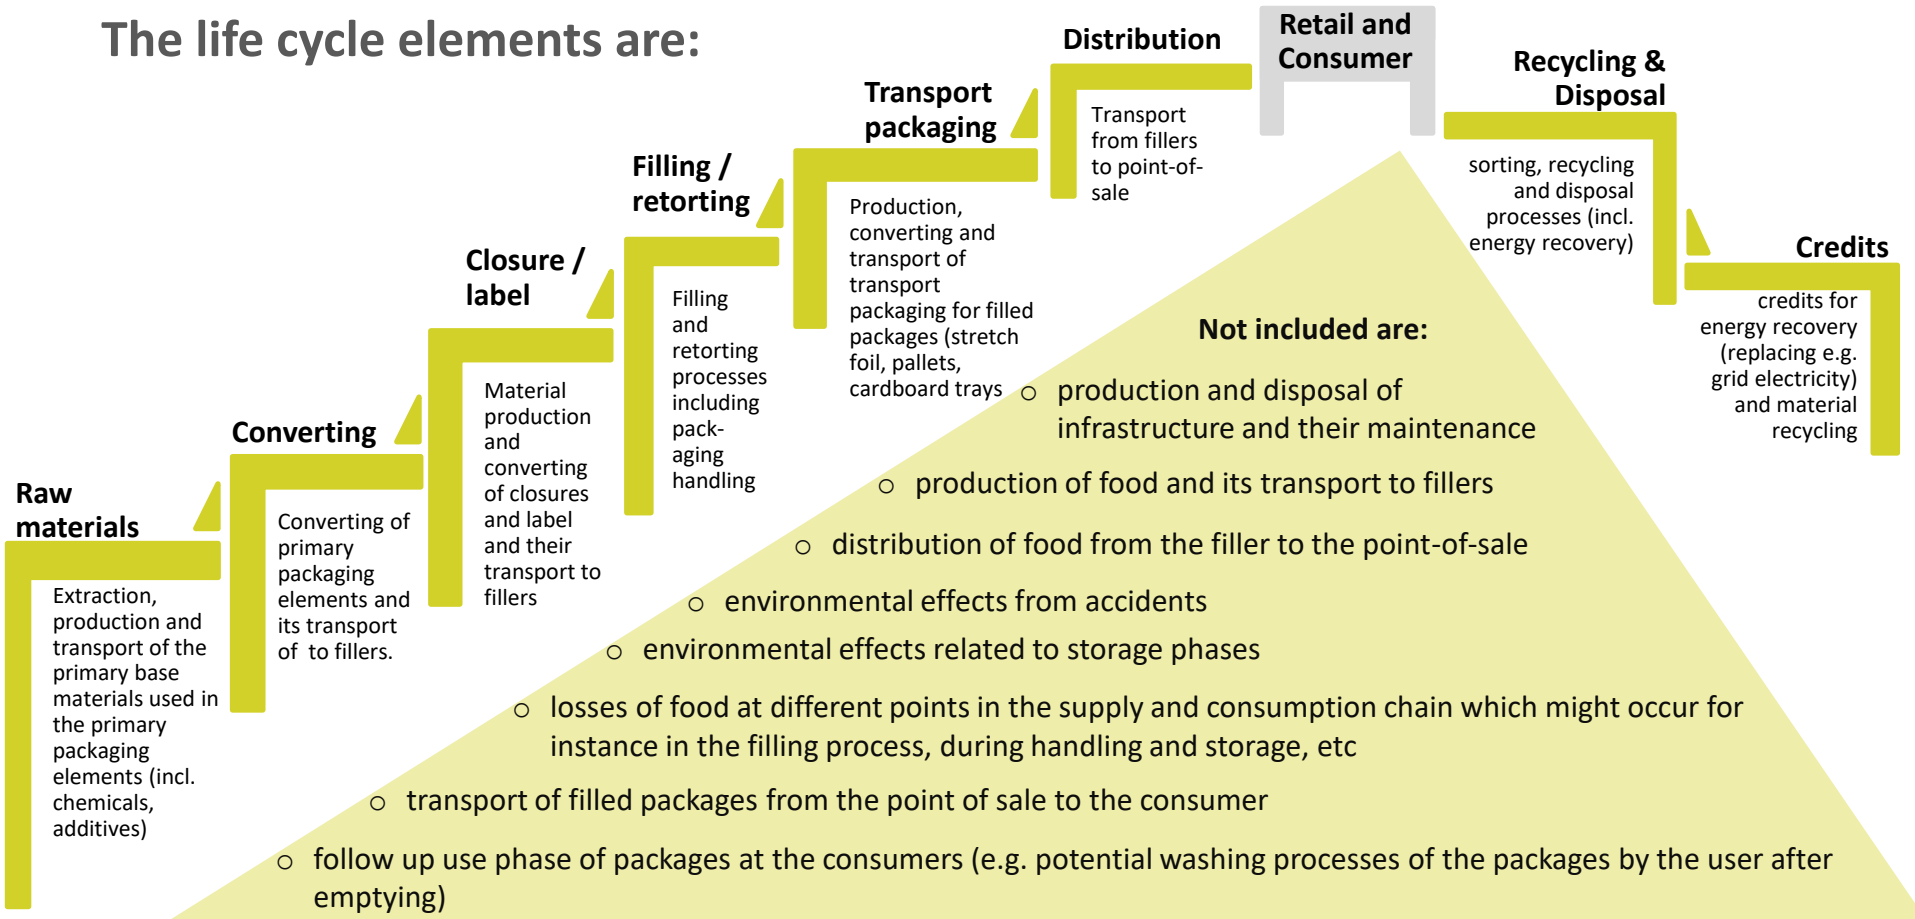 The life cycle elements are:
Raw
materials
Extraction,
production and
transport of the
primary base
materials used in
the primary
packaging
elements (incl.
chemicals,
additives)
Converting
Converting of
primary
packaging
elements and
its transport
of  to fillers.
Closure /
label
Material
production
and
converting
of closures
and label
and their
transport to
fillers
Filling /
retorting
Filling
and
retorting
processes
including
pack-
aging
handling
Transport
packaging
Production,
converting and
transport of
transport
packaging for filled
packages (stretch
foil, pallets,
cardboard trays
Distribution
Transport
from fillers
to point-of-
sale
Retail and
Consumer
Recycling &
Disposal
sorting, recycling
and disposal
processes (incl.
energy recovery)
Credits
credits for
energy recovery
(replacing e.g.
grid electricity)
and material
recycling
Not included are:
o production and disposal of
infrastructure and their maintenance
o production of food and its transport to fillers
o distribution of food from the filler to the point-of-sale
o environmental effects from accidents
o environmental effects related to storage phases
o losses of food at different points in the supply and consumption chain which might occur for
instance in the filling process, during handling and storage, etc
o transport of filled packages from the point of sale to the consumer
o follow up use phase of packages at the consumers (e.g. potential washing processes of the packages by the user after
emptying)